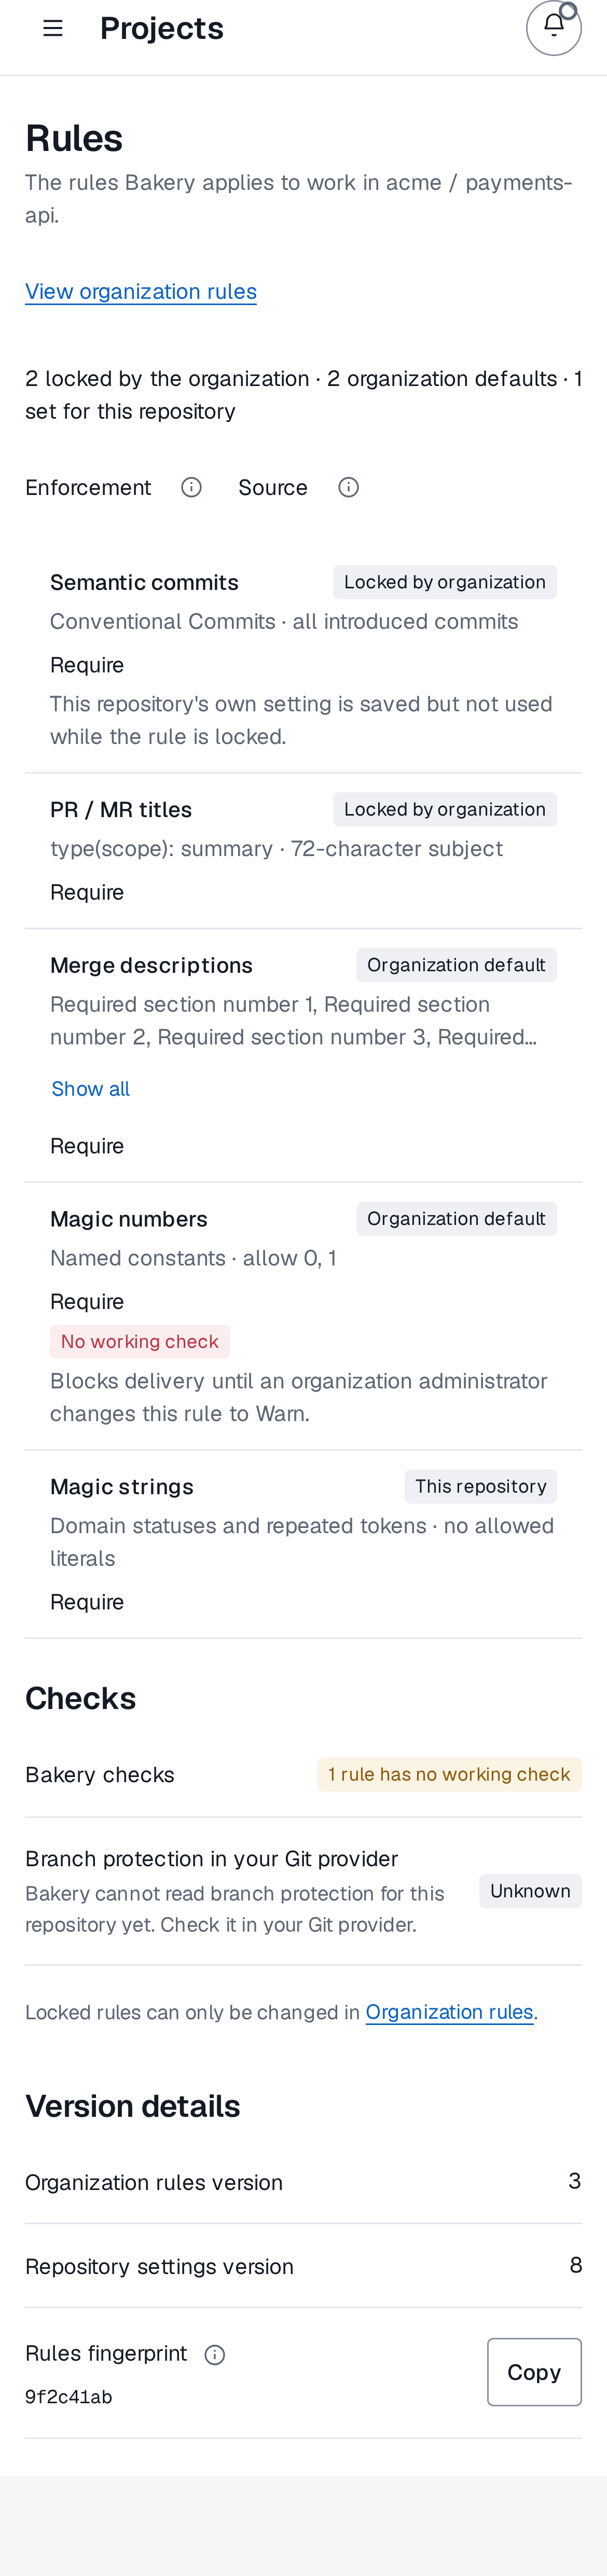 Projects
Rules
The rules Bakery applies to work in acme / payments-
api.
View organization rules
2 locked by the organization · 2 organization defaults · 1
set for this repository
Enforcement
Source
Semantic commits
Locked by organization
Conventional Commits · all introduced commits
Require
This repository's own setting is saved but not used
while the rule is locked.
PR / MR titles
Locked by organization
type(scope): summary · 72-character subject
Require
Merge descriptions
Organization default
Required section number 1, Required section
number 2, Required section number 3, Required…
Show all
Require
Magic numbers
Organization default
Named constants · allow 0, 1
Require
No working check
Blocks delivery until an organization administrator
changes this rule to Warn.
Magic strings
This repository
Domain statuses and repeated tokens · no allowed
literals
Require
Checks
Bakery checks
1 rule has no working check
Branch protection in your Git provider
Bakery cannot read branch protection for this
repository yet. Check it in your Git provider.
Unknown
Locked rules can only be changed in Organization rules.
Version details
Organization rules version
3
Repository settings version
8
Rules fingerprint
9f2c41ab
Copy